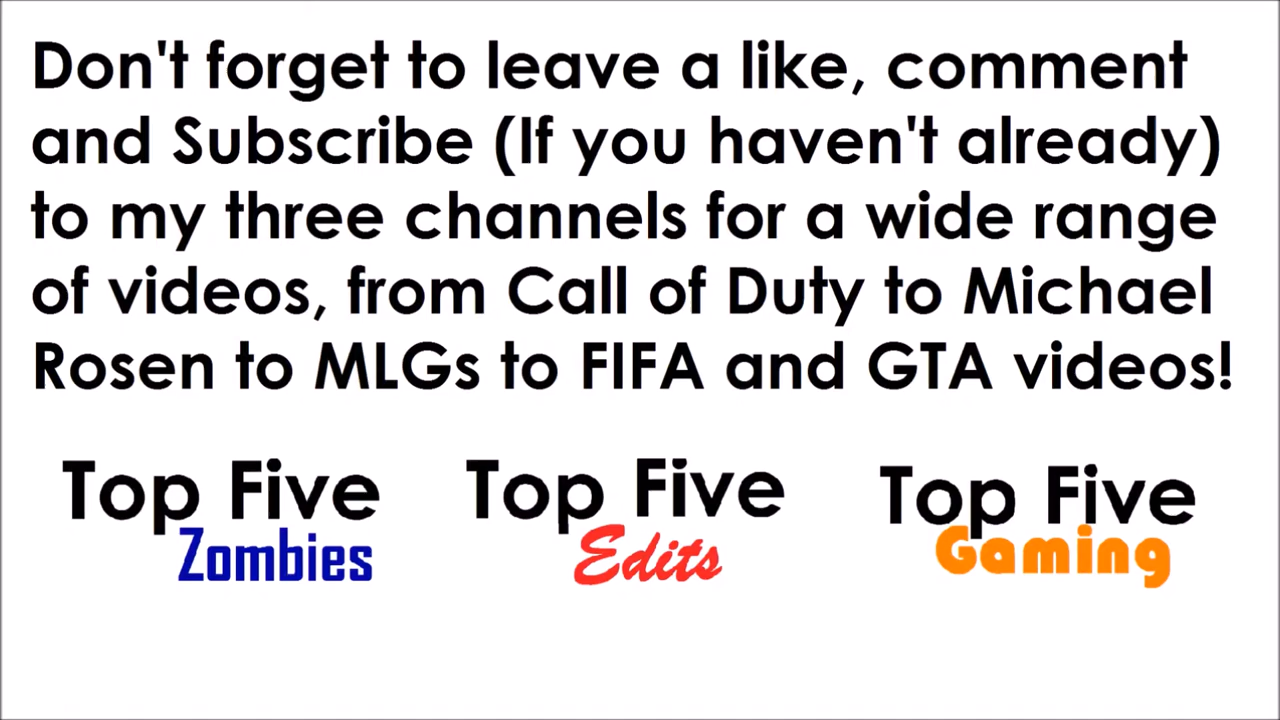 Don't forget to leave a like, comment
and Subscribe (If you haven't already)
to my three channels for a wide range
of videos, from Call of Duty to Michael
Rosen to MLGs to FIFA and GTA videos!
Top Five
Zombies
Top Five
Edits
Top Five
Gaming